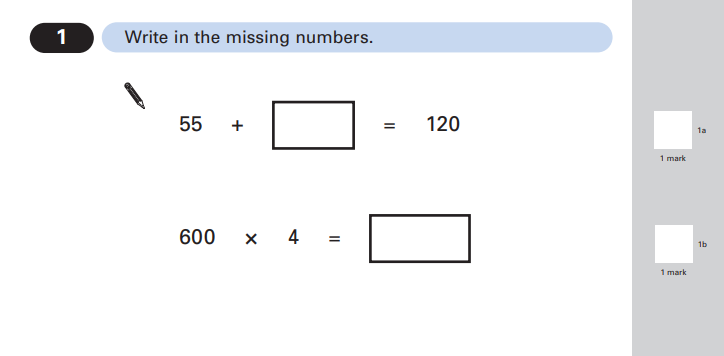 1 Write in the missing numbers.
55 + = 120
1a
1 mark
600 × 4 =
1b
1 mark